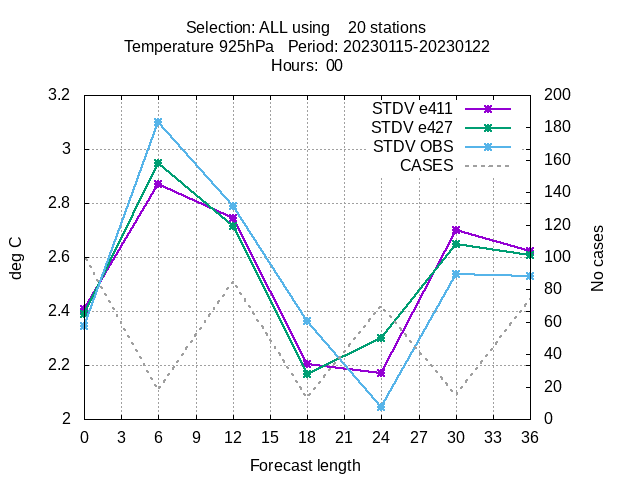 Selection: ALL using    20 stations
Temperature 925hPa   Period: 20230115-20230122
Hours:  00
STDV e411
STDV e427
STDV OBS
CASES
3.2
3
2.8
2.6
2.4
2.2
2
200
180
160
140
120
100
80
60
40
20
0
deg C
No cases
0 3 6 9 12 15 18 21 24 27 30 33 36
Forecast length